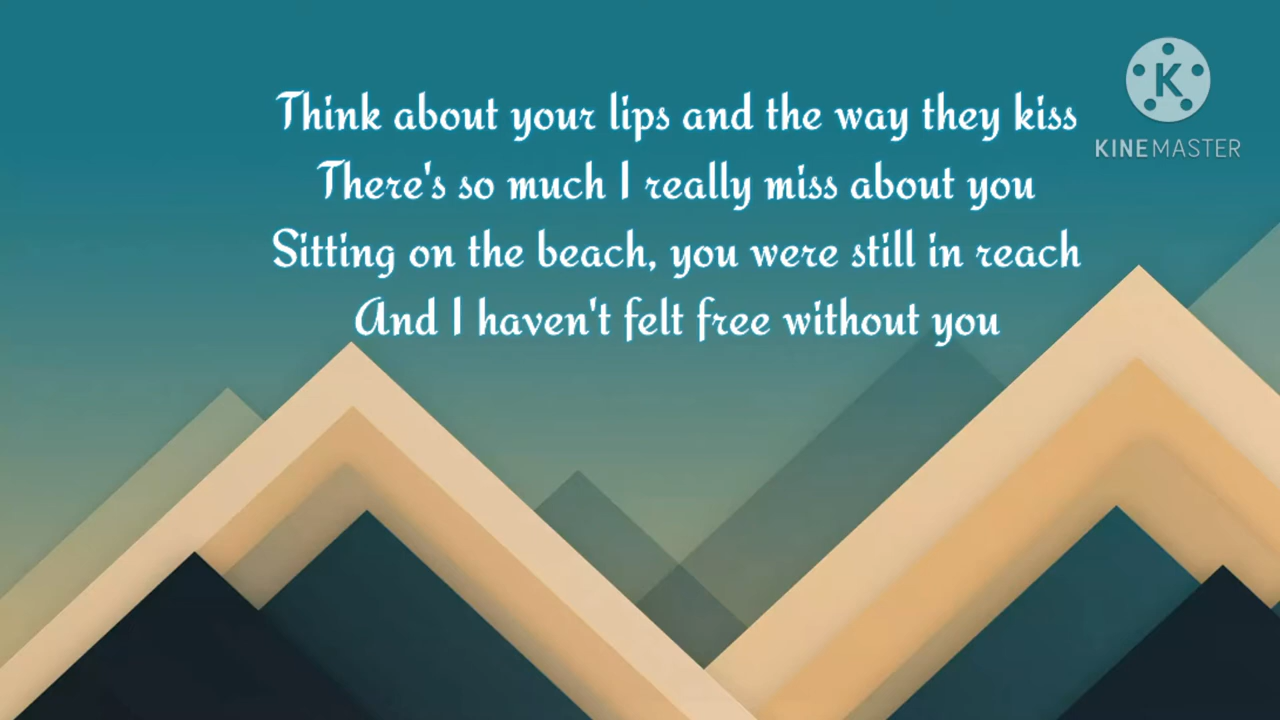 Think about your lips and the way they kiss
There's so much I really miss about you
Sitting on the beach, you were still in reach
And I haven't felt free without you
K
KINEMASTER